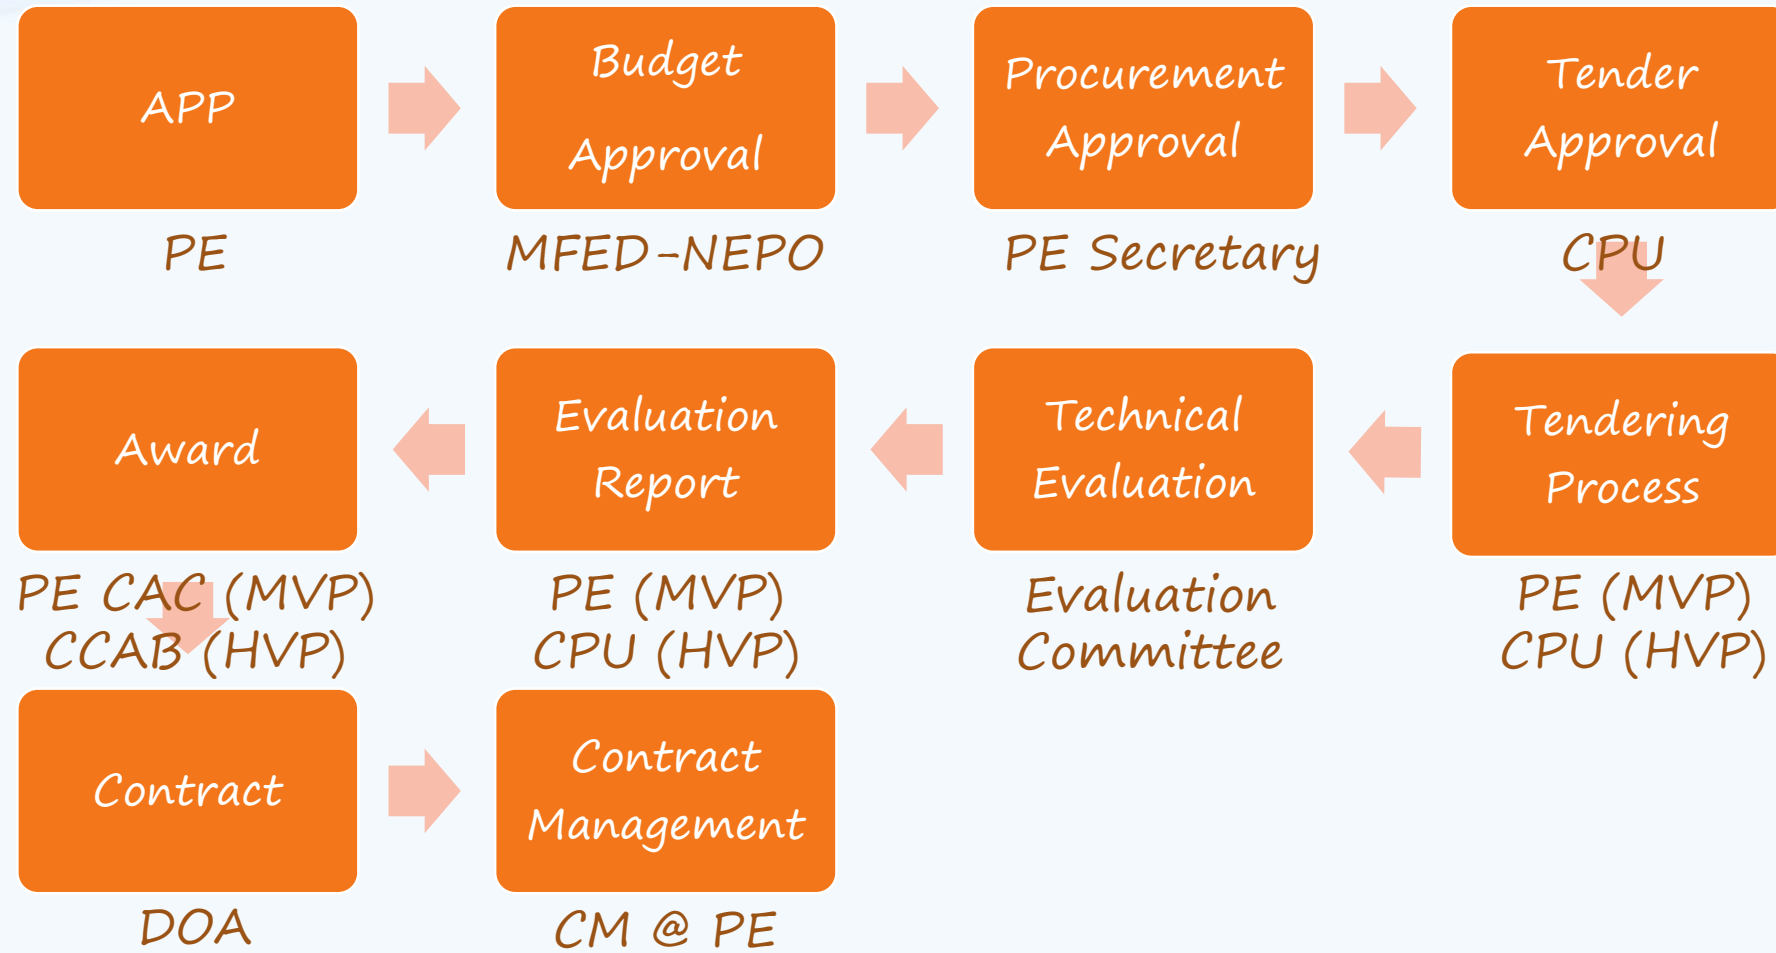 APP
PE
Budget
Approval
MFED-NEPO
Procurement
Approval
PE Secretary
Tender
Approval
CPU
Tendering
Process
PE (MVP)
CPU (HVP)
Technical
Evaluation
Evaluation
Committee
Evaluation
Report
PE (MVP)
CPU (HVP)
Award
PE CAC (MVP)
CCAB (HVP)
Contract
DOA
Contract
Management
CM @ PE